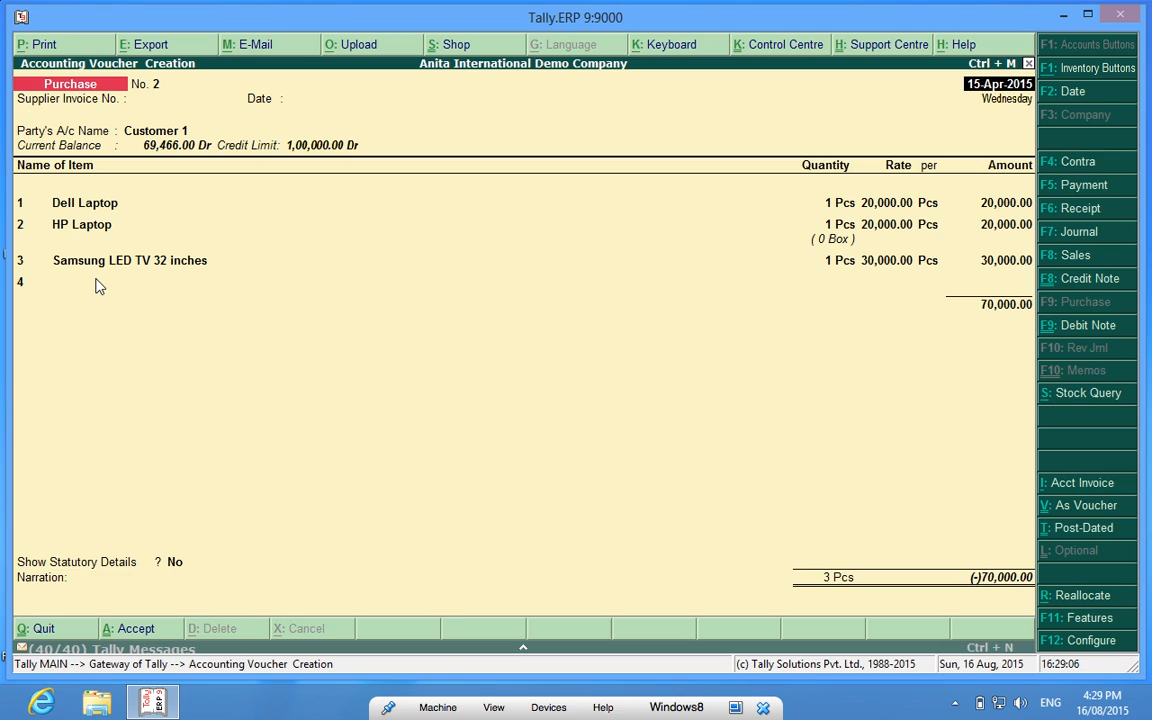 Tally.ERP 9:9000
P: Print E: Export M: E-Mail O: Upload S: Shop G: Language K: Keyboard K: Control Centre H: Support Centre H: Help
Accounting Voucher Creation Anita International Demo Company Ctrl + M
Purchase No. 2 15-Apr-2015
Supplier Invoice No. : Date : Wednesday
Party's A/c Name : Customer 1
Current Balance : 69,466.00 Dr Credit Limit: 1,00,000.00 Dr
Name of Item Quantity Rate per Amount
1 Dell Laptop 1 Pcs 20,000.00 Pcs 20,000.00
2 HP Laptop 1 Pcs 20,000.00 Pcs 20,000.00
( 0 Box )
3 Samsung LED TV 32 inches 1 Pcs 30,000.00 Pcs 30,000.00
4
70,000.00
Show Statutory Details ? No
Narration: 3 Pcs (-)70,000.00
Q: Quit A: Accept D: Delete X: Cancel
(40/40) Tally Messages Ctrl + N
Tally MAIN --> Gateway of Tally --> Accounting Voucher Creation (c) Tally Solutions Pvt. Ltd., 1988-2015 Sun, 16 Aug, 2015 16:29:06
F1: Accounts Buttons
F1: Inventory Buttons
F2: Date
F3: Company
F4: Contra
F5: Payment
F6: Receipt
F7: Journal
F8: Sales
F8: Credit Note
F9: Purchase
F9: Debit Note
F10: Rev Jrnl
F10: Memos
S: Stock Query
I: Acct Invoice
V: As Voucher
T: Post-Dated
L: Optional
R: Reallocate
F11: Features
F12: Configure
Tally ERP 9
Machine View Devices Help Windows8
ENG
4:29 PM
16/08/2015